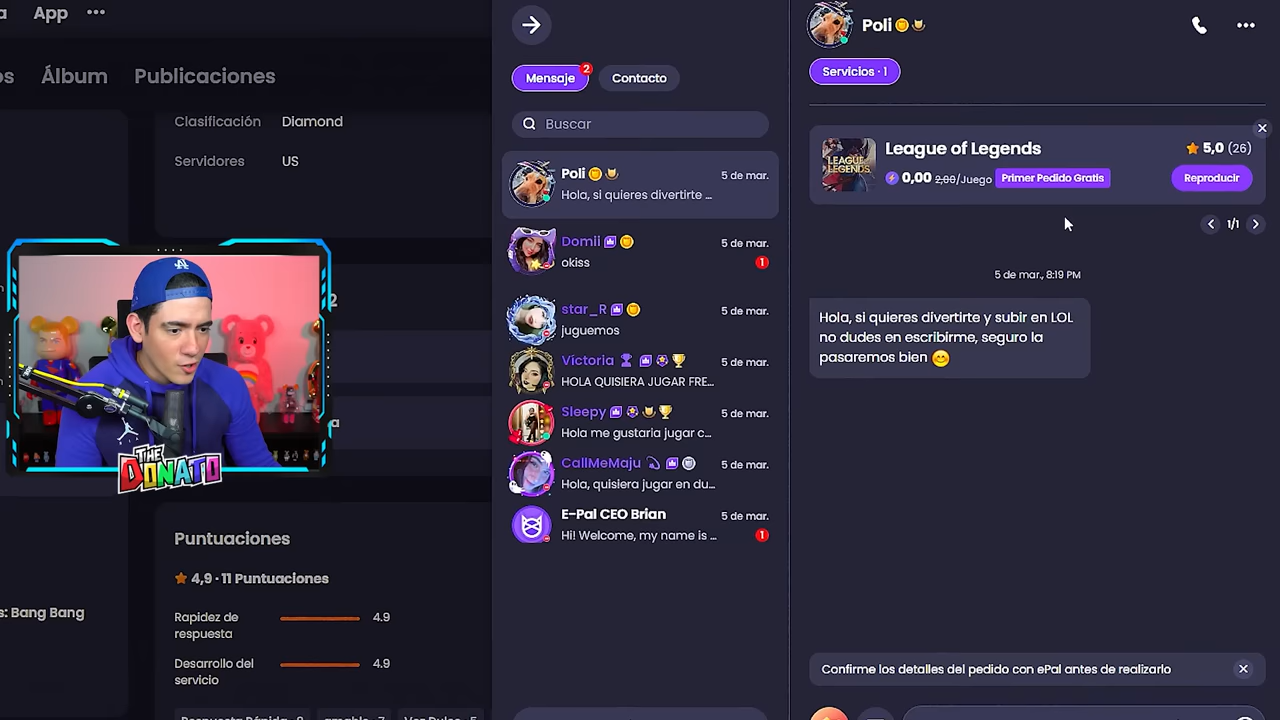 App
Álbum
Publicaciones
Clasificación
Diamond
Servidores
US
LA
THE
DONATO
Puntuaciones
4,9 · 11 Puntuaciones
Rapidez de
respuesta
4.9
Desarrollo del
servicio
4.9
s: Bang Bang
Mensaje
2
Contacto
Buscar
Poli
5 de mar.
Hola, si quieres divertirte ...
Domii
5 de mar.
okiss
1
star_R
5 de mar.
juguemos
Victoria
5 de mar.
HOLA QUISIERA JUGAR FRE...
Sleepy
5 de mar.
Hola me gustaria jugar c...
CallMeMaju
5 de mar.
Hola, quisiera jugar en du...
E-Pal CEO Brian
5 de mar.
Hi! Welcome, my name is ...
1
Poli
Servicios · 1
LEAGUE OF
LEGENDS
League of Legends
5,0 (26)
0,00 2,00/Juego
Primer Pedido Gratis
Reproducir
1/1
5 de mar., 8:19 PM
Hola, si quieres divertirte y subir en LOL
no dudes en escribirme, seguro la
pasaremos bien 😊
Confirme los detalles del pedido con ePal antes de realizarlo